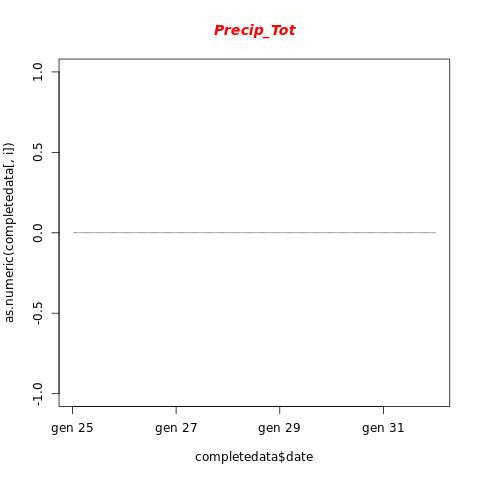 Precip_Tot
as.numeric(completedata[, i])
1.0
0.5
0.0
-0.5
-1.0
gen 25 gen 27 gen 29 gen 31
completedata$date